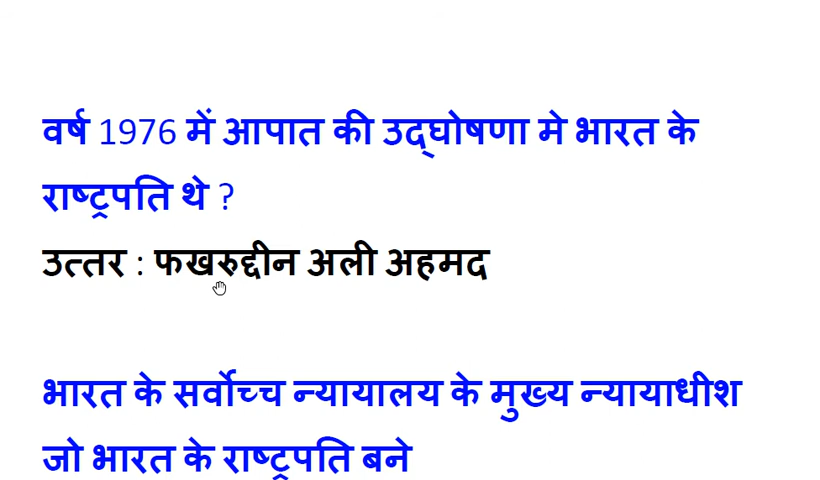 वर्ष 1976 में आपात की उद्घोषणा मे भारत के
राष्ट्रपति थे ?
उत्तर : फखरुद्दीन अली अहमद
भारत के सर्वोच्च न्यायालय के मुख्य न्यायाधीश
जो भारत के राष्ट्रपति बने